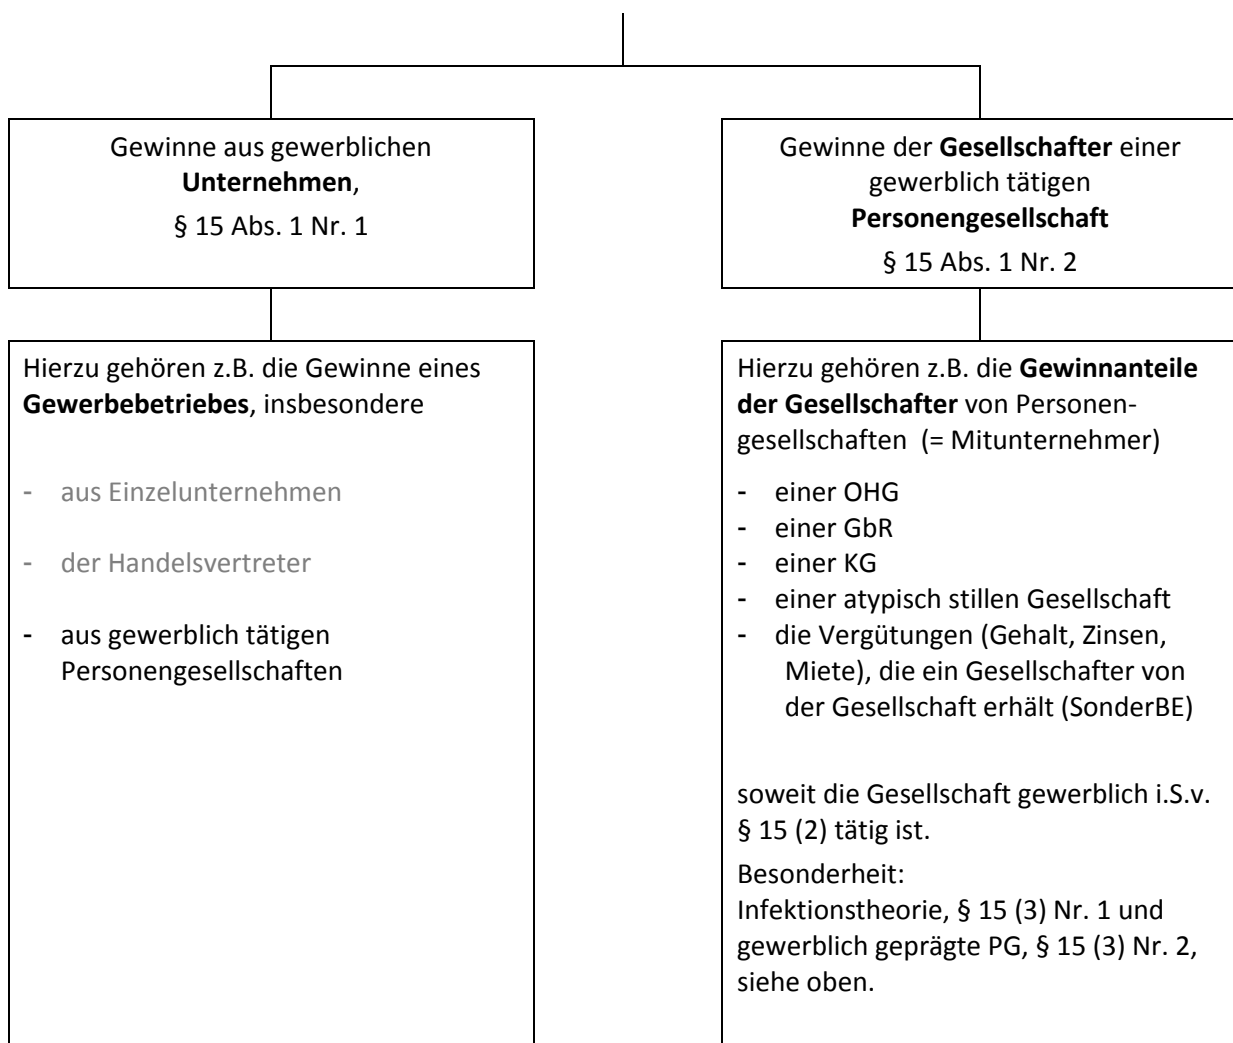 Gewinne aus gewerblichen
Unternehmen,
§ 15 Abs. 1 Nr. 1
Gewinne der Gesellschafter einer
gewerblich tätigen
Personengesellschaft
§ 15 Abs. 1 Nr. 2
Hierzu gehören z.B. die Gewinne eines
Gewerbebetriebes, insbesondere
- aus Einzelunternehmen
- der Handelsvertreter
- aus gewerblich tätigen
Personengesellschaften
Hierzu gehören z.B. die Gewinnanteile
der Gesellschafter von Personen-
gesellschaften (= Mitunternehmer)
- einer OHG
- einer GbR
- einer KG
- einer atypisch stillen Gesellschaft
- die Vergütungen (Gehalt, Zinsen,
Miete), die ein Gesellschafter von
der Gesellschaft erhält (SonderBE)
soweit die Gesellschaft gewerblich i.S.v.
§ 15 (2) tätig ist.
Besonderheit:
Infektionstheorie, § 15 (3) Nr. 1 und
gewerblich geprägte PG, § 15 (3) Nr. 2,
siehe oben.